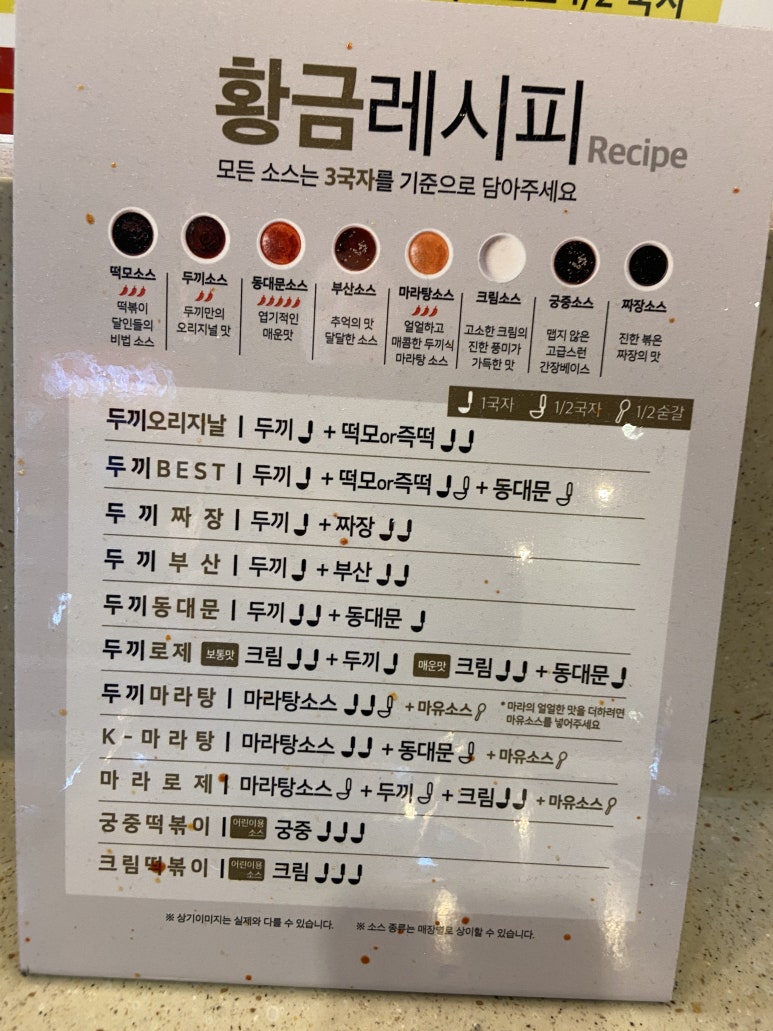 1/2 국자
황금레시피 Recipe
모든 소스는 3국자를 기준으로 담아주세요
떡모소스
떡볶이
달인들의
비법 소스
두끼소스
두끼만의
오리지널 맛
동대문소스
엽기적인
매운맛
부산소스
추억의 맛
달달한 소스
마라탕소스
얼얼하고
매콤한 두끼식
마라탕 소스
크림소스
고소한 크림의
진한 풍미가
가득한 맛
궁중소스
맵지 않은
고급스런
간장베이스
짜장소스
진한 볶은
짜장의 맛
1국자 1/2국자 1/2숟갈
두끼오리지날 | 두끼 + 떡모or즉떡
두끼BEST | 두끼 + 떡모or즉떡 + 동대문
두끼짜장 | 두끼 + 짜장
두끼부산 | 두끼 + 부산
두끼동대문 | 두끼 + 동대문
두끼로제 보통맛 크림 + 두끼 매운맛 크림 + 동대문
두끼마라탕 | 마라탕소스 + 마유소스 * 마라의 얼얼한 맛을 더하려면
마유소스를 넣어주세요
K-마라탕 | 마라탕소스 + 동대문 + 마유소스
마라로제 | 마라탕소스 + 두끼 + 크림 + 마유소스
궁중떡볶이 | 어린이용 소스 궁중
크림떡볶이 | 어린이용 소스 크림
※ 상기이미지는 실제와 다를 수 있습니다. ※ 소스 종류는 매장별로 상이할 수 있습니다.